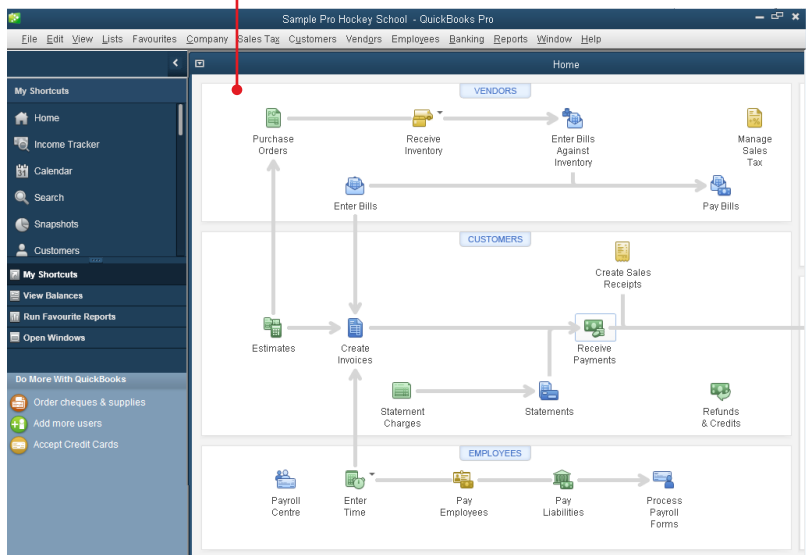 Sample Pro Hockey School - QuickBooks Pro
File Edit View Lists Favourites Company Sales Tax Customers Vendors Employees Banking Reports Window Help
Home
My Shortcuts
Home
Income Tracker
31
Calendar
Search
Snapshots
Customers
My Shortcuts
View Balances
Run Favourite Reports
Open Windows
Do More With QuickBooks
Order cheques & supplies
Add more users
Accept Credit Cards
VENDORS
Purchase
Orders
Receive
Inventory
Enter Bills
Against
Inventory
Manage
Sales
Tax
Enter Bills
Pay Bills
CUSTOMERS
Create Sales
Receipts
Estimates
Create
Invoices
Receive
Payments
Statement
Charges
Statements
Refunds
& Credits
EMPLOYEES
Payroll
Centre
Enter
Time
Pay
Employees
Pay
Liabilities
Process
Payroll
Forms